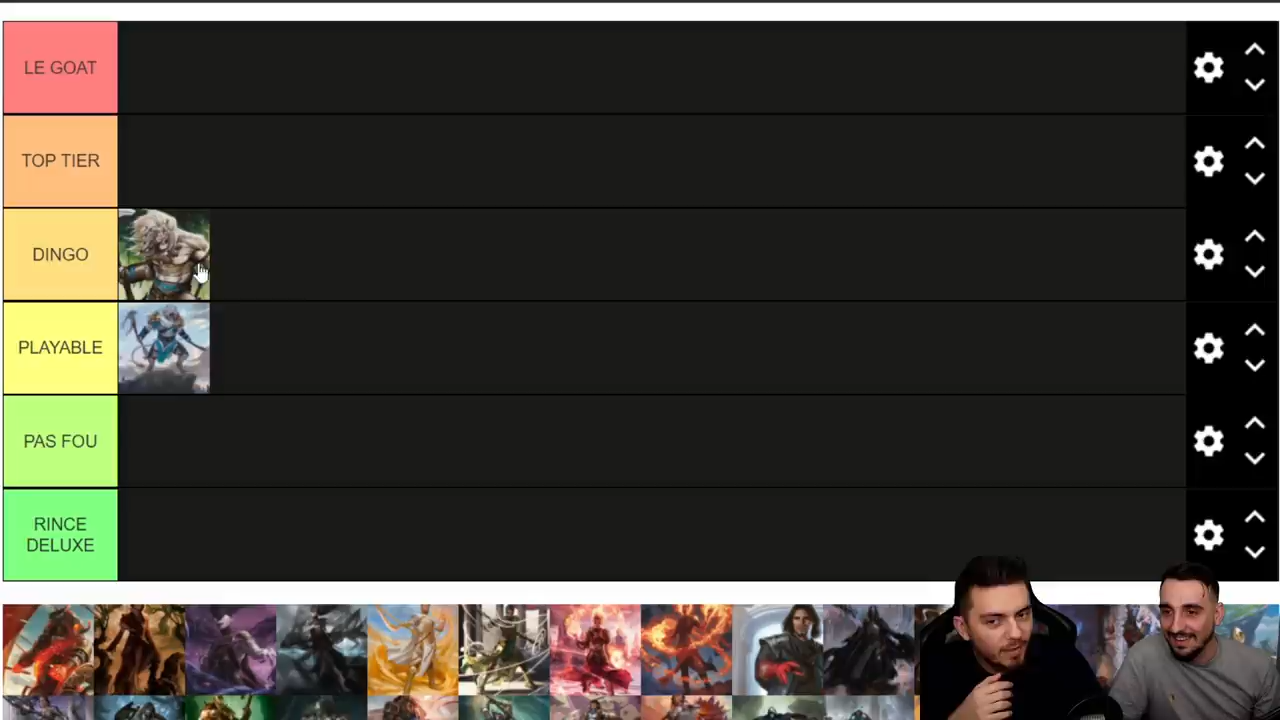 LE GOAT
TOP TIER
DINGO
PLAYABLE
PAS FOU
RINCE
DELUXE